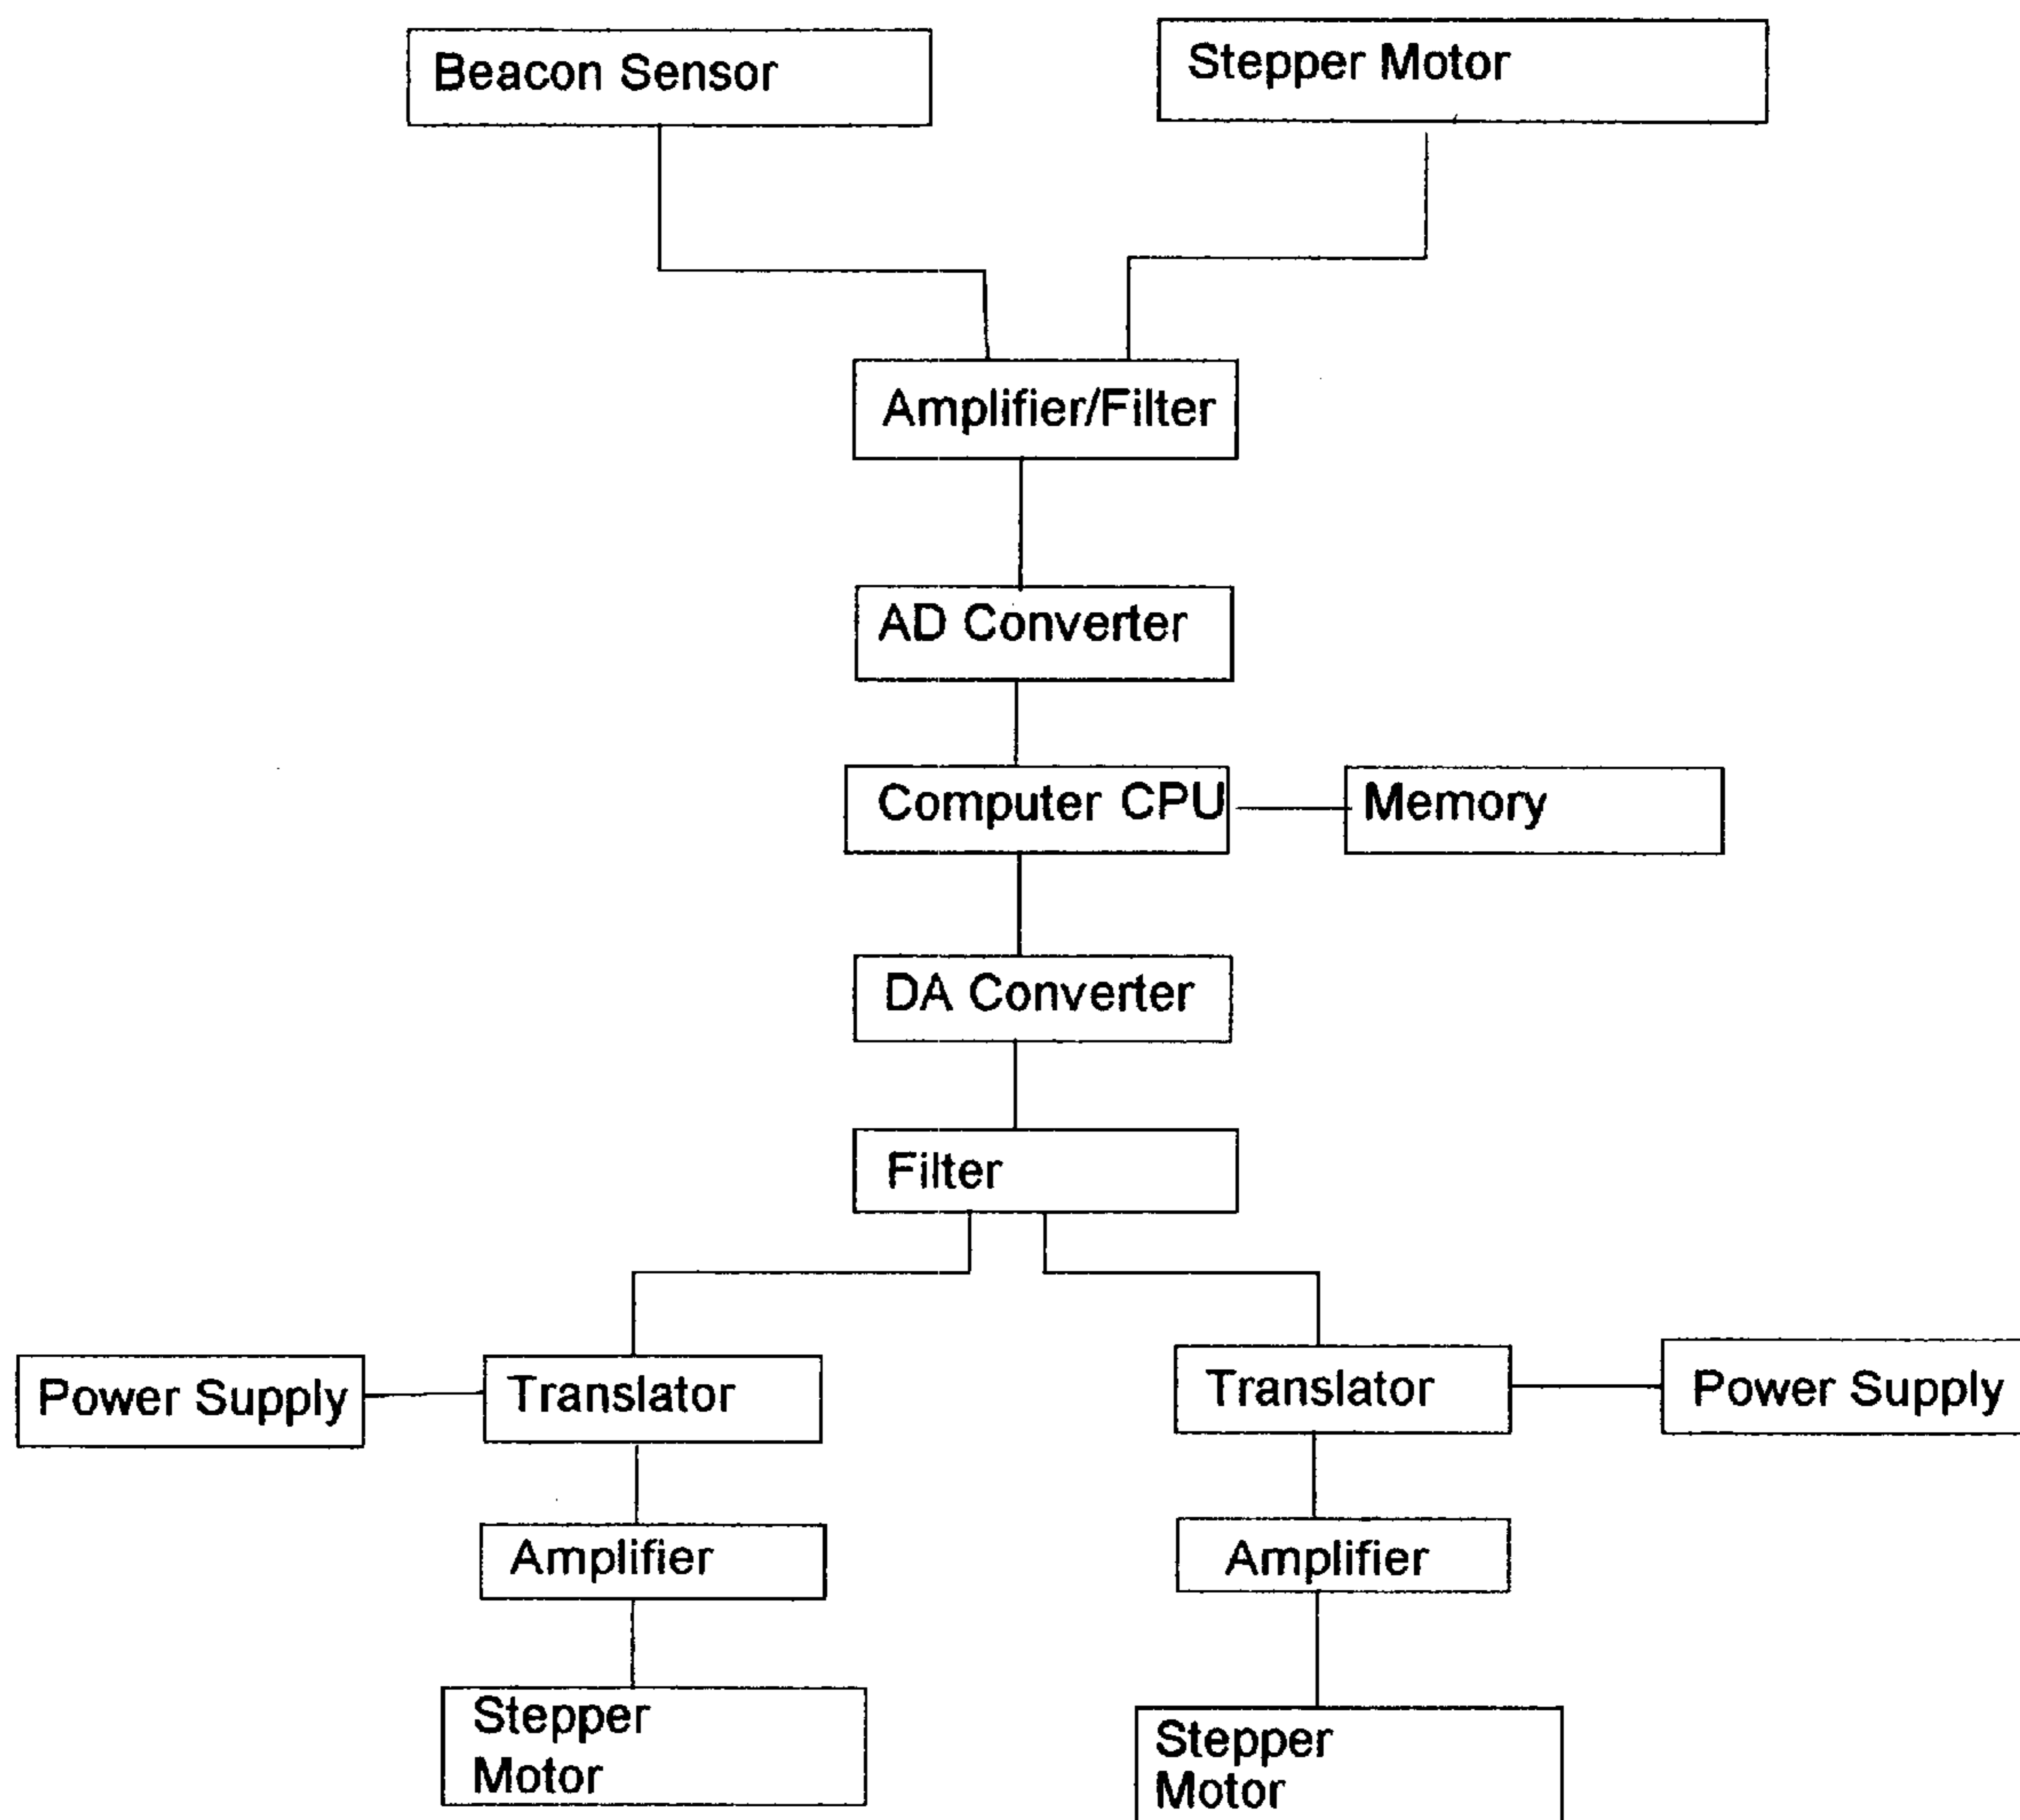 Beacon Sensor
Stepper Motor
Amplifier/Filter
AD Converter
Computer CPU
Memory
DA Converter
Filter
Power Supply
Translator
Translator
Power Supply
Amplifier
Amplifier
Stepper
Motor
Stepper
Motor